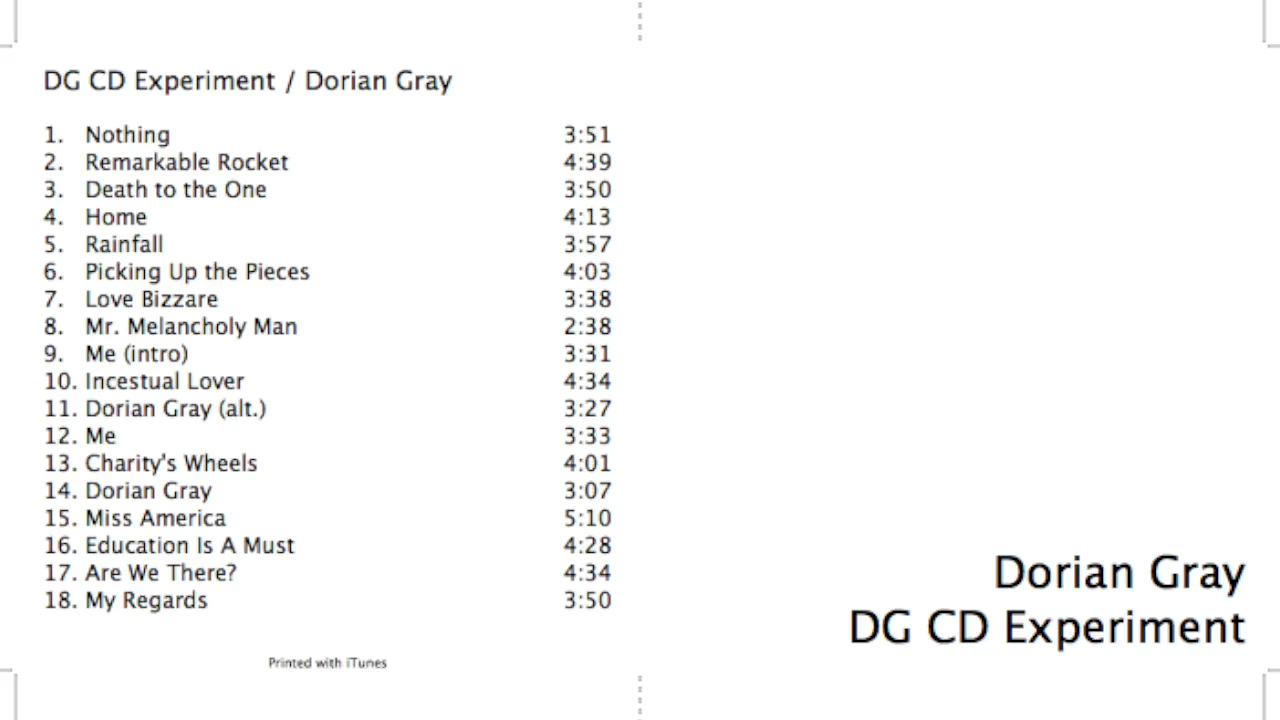 DG CD Experiment / Dorian Gray
1. Nothing 3:51
2. Remarkable Rocket 4:39
3. Death to the One 3:50
4. Home 4:13
5. Rainfall 3:57
6. Picking Up the Pieces 4:03
7. Love Bizzare 3:38
8. Mr. Melancholy Man 2:38
9. Me (intro) 3:31
10. Incestual Lover 4:34
11. Dorian Gray (alt.) 3:27
12. Me 3:33
13. Charity's Wheels 4:01
14. Dorian Gray 3:07
15. Miss America 5:10
16. Education Is A Must 4:28
17. Are We There? 4:34
18. My Regards 3:50
Printed with iTunes
Dorian Gray
DG CD Experiment